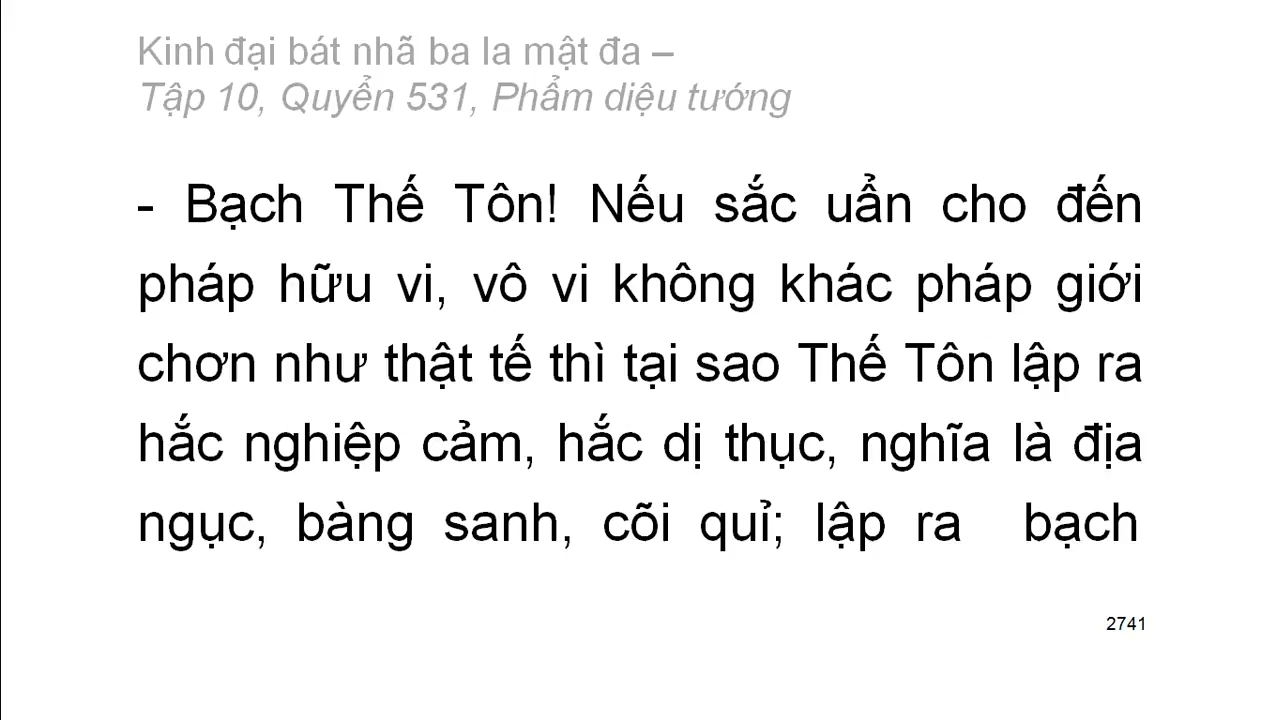 Kinh đại bát nhã ba la mật đa –
Tập 10, Quyển 531, Phẩm diệu tướng
- Bạch Thế Tôn! Nếu sắc uẩn cho đến
pháp hữu vi, vô vi không khác pháp giới
chơn như thật tế thì tại sao Thế Tôn lập ra
hắc nghiệp cảm, hắc dị thục, nghĩa là địa
ngục, bàng sanh, cõi quỉ; lập ra bạch
2741